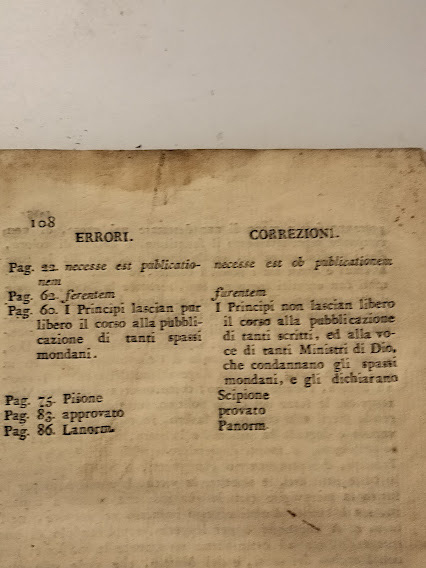 108
ERRORI. CORREZIONI.
Pag. 22. necesse est publicatio- necesse est ob publicationem
nem
Pag. 62. ferentem furentem
Pag. 60. I Principi lascian pur I Principi non lascian libero
libero il corso alla pubbli- il corso alla pubblicazione
cazione di tanti spassi di tanti scritti, ed alla vo-
mondani. ce di tanti Ministri di Dio,
che condannano gli spassi
mondani, e gli dichiarano
Pag. 75. Pisone Scipione
Pag. 83. approvato provato
Pag. 86. Lanorm. Panorm.